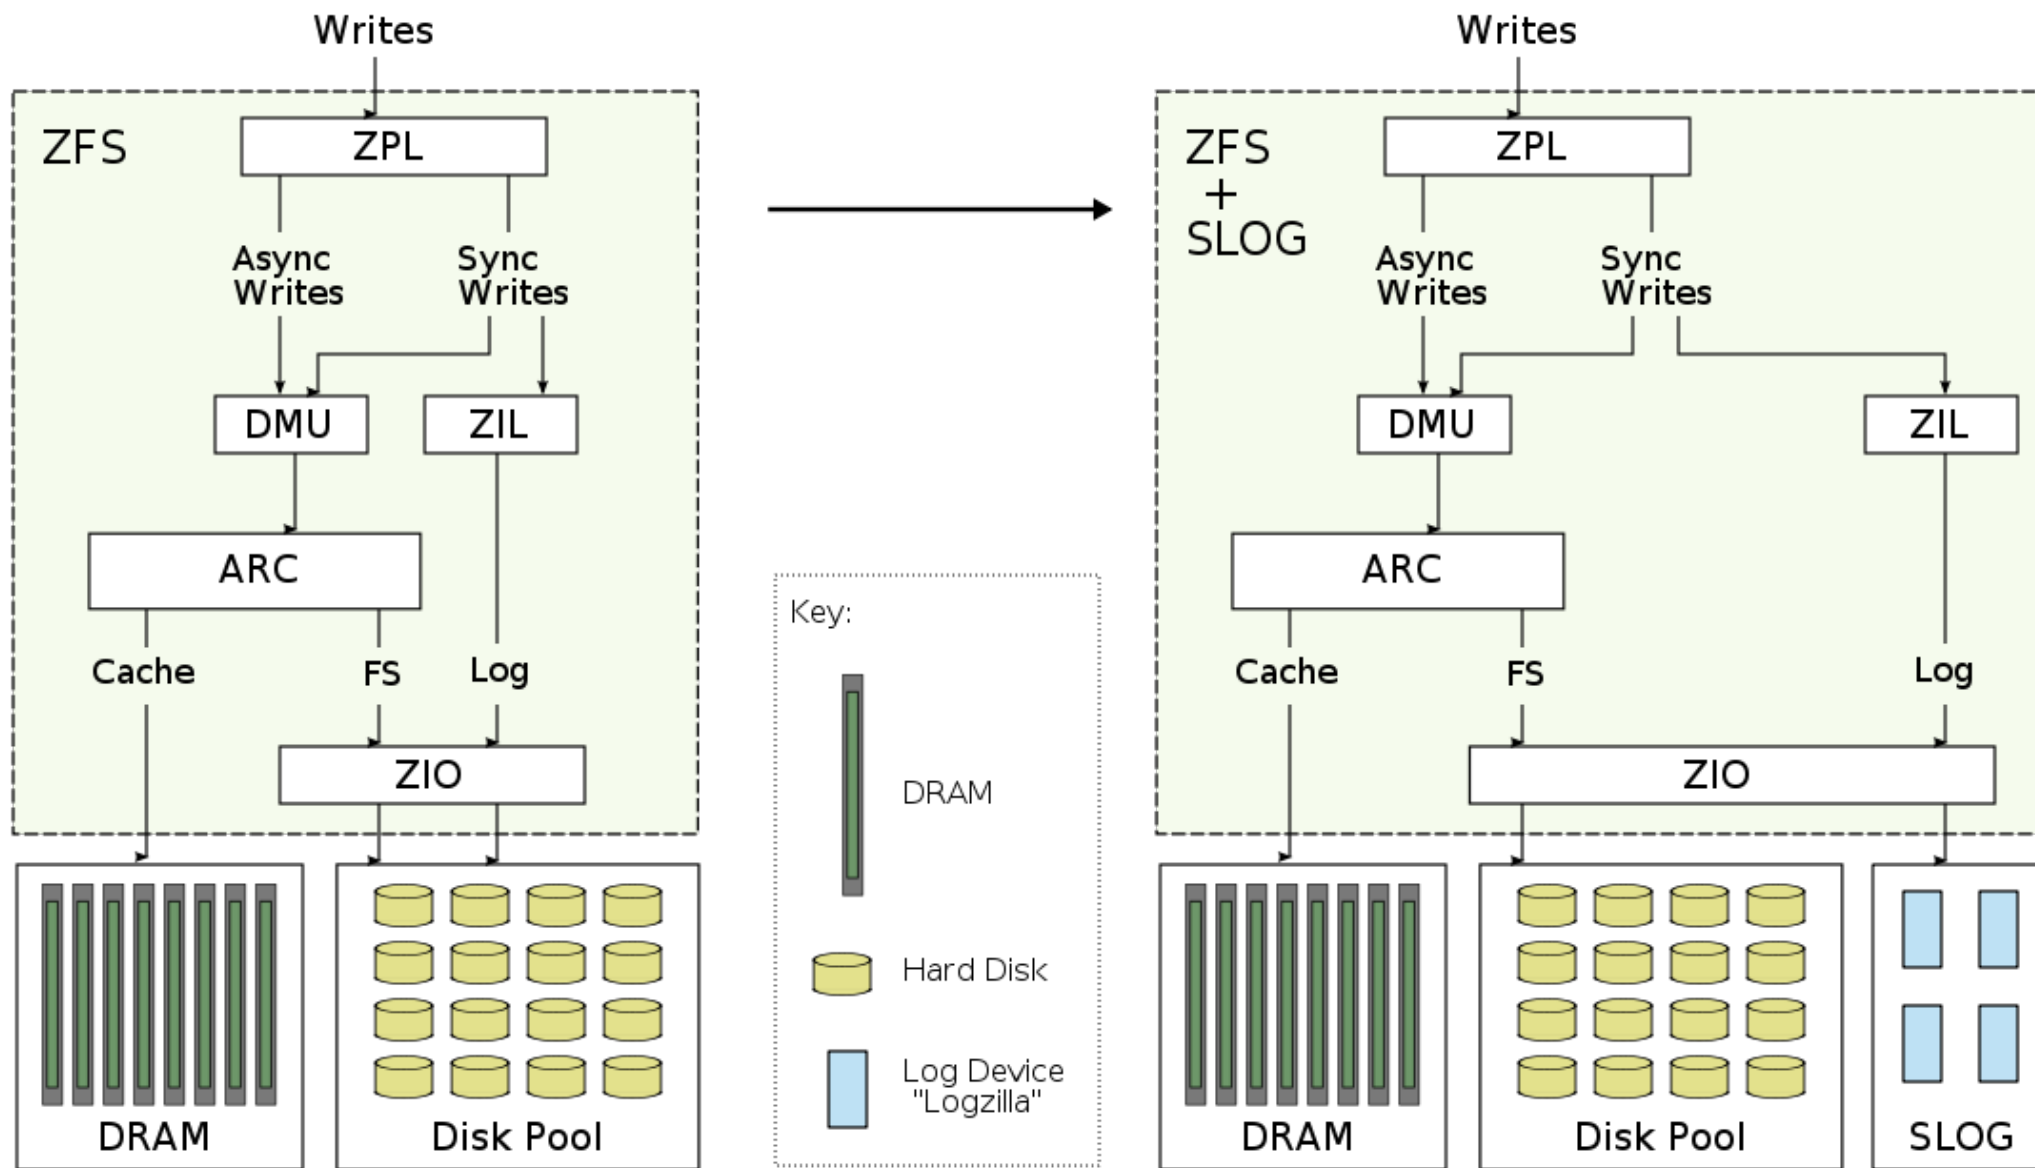 Writes
ZFS
ZPL
Async
Writes
Sync
Writes
DMU
ZIL
ARC
Cache
FS
Log
ZIO
DRAM
Disk Pool
Key:
DRAM
Hard Disk
Log Device
"Logzilla"
Writes
ZFS
+
SLOG
ZPL
Async
Writes
Sync
Writes
DMU
ZIL
ARC
Cache
FS
Log
ZIO
DRAM
Disk Pool
SLOG